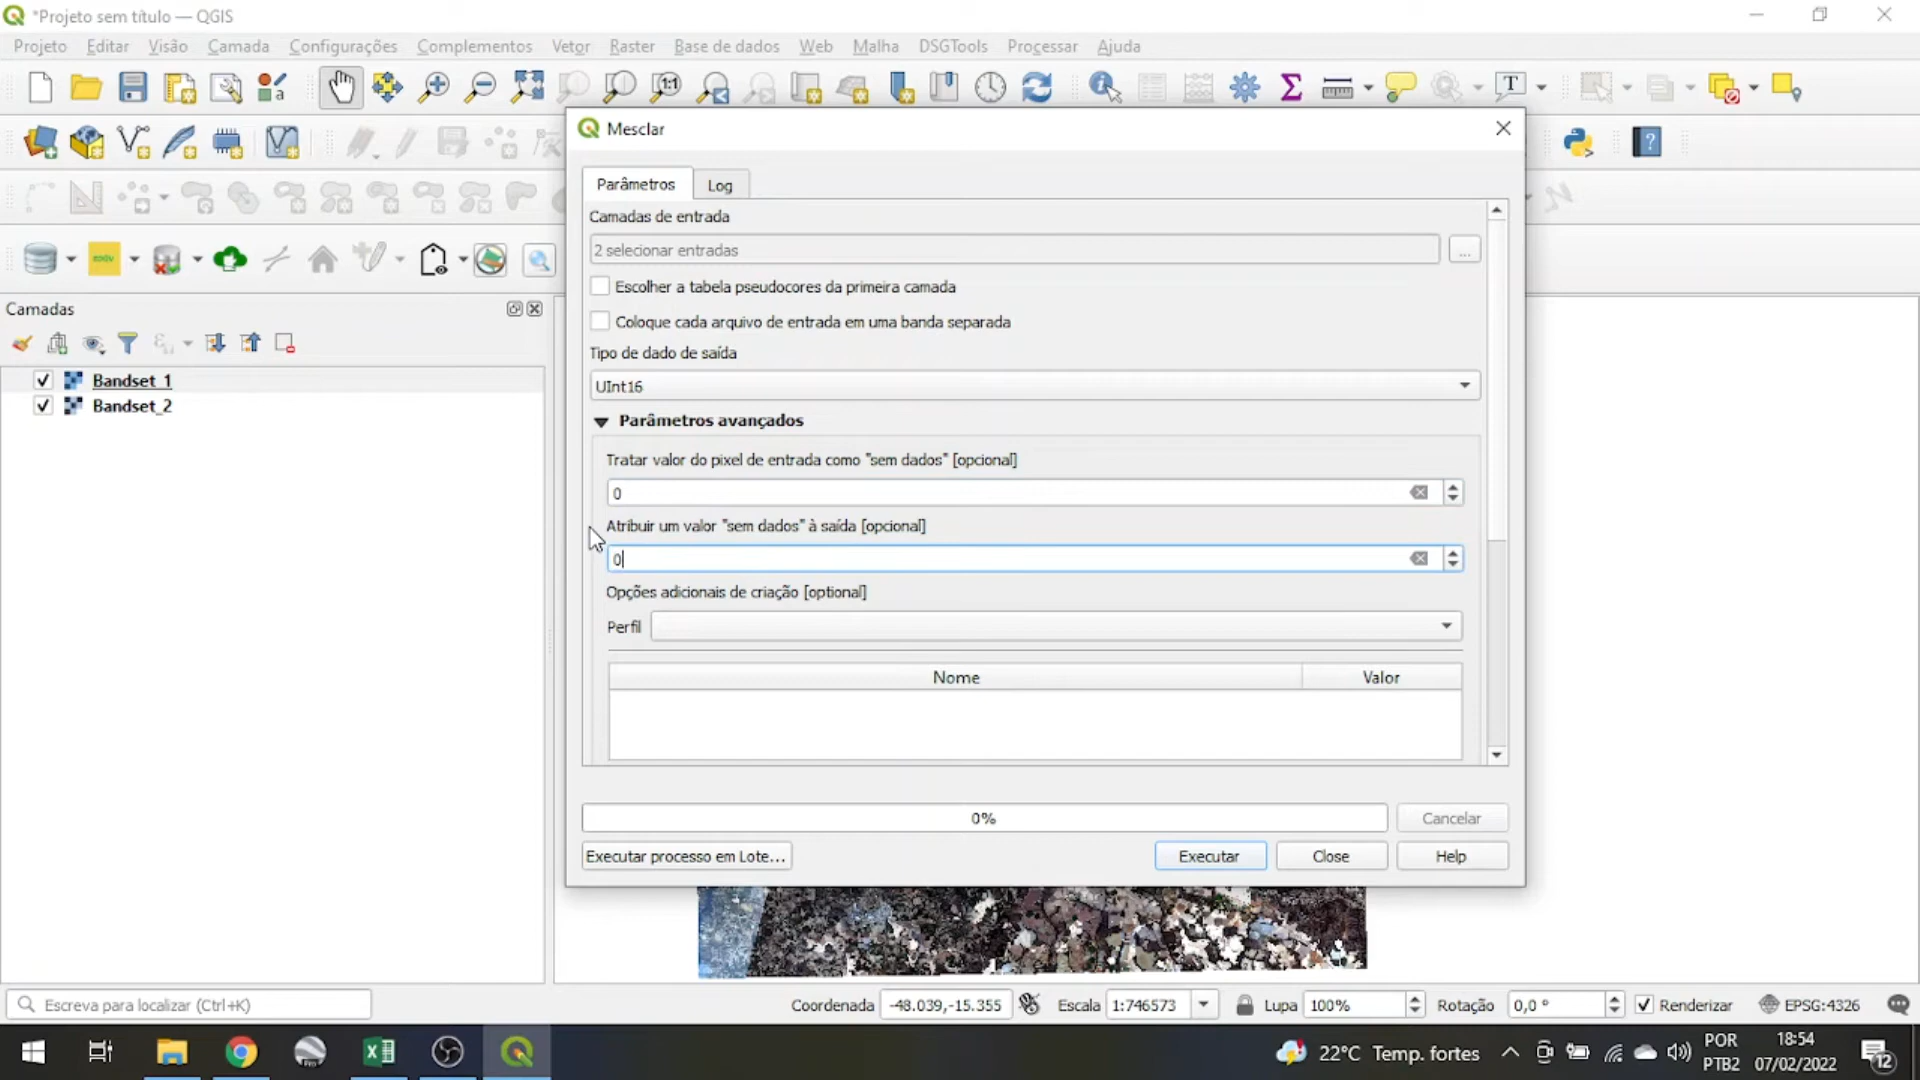 *Projeto sem título — QGIS
Projeto Editar Visão Camada Configurações Complementos Vetor Raster Base de dados Web Malha DSGTools Processar Ajuda
Mesclar
Parâmetros Log
Camadas de entrada
2 selecionar entradas
...
Escolher a tabela pseudocores da primeira camada
Coloque cada arquivo de entrada em uma banda separada
Tipo de dado de saída
UInt16
Parâmetros avançados
Tratar valor do pixel de entrada como "sem dados" [opcional]
0
Atribuir um valor "sem dados" à saída [opcional]
0
Opções adicionais de criação [optional]
Perfil
Nome Valor
0% Cancelar
Executar processo em Lote... Executar Close Help
Camadas
Bandset_1
Bandset_2
Escreva para localizar (Ctrl+K) Coordenada -48.039,-15.355 Escala 1:746573 Lupa 100% Rotação 0,0 ° Renderizar EPSG:4326
22°C Temp. fortes
POR
PTB2
18:54
07/02/2022
12